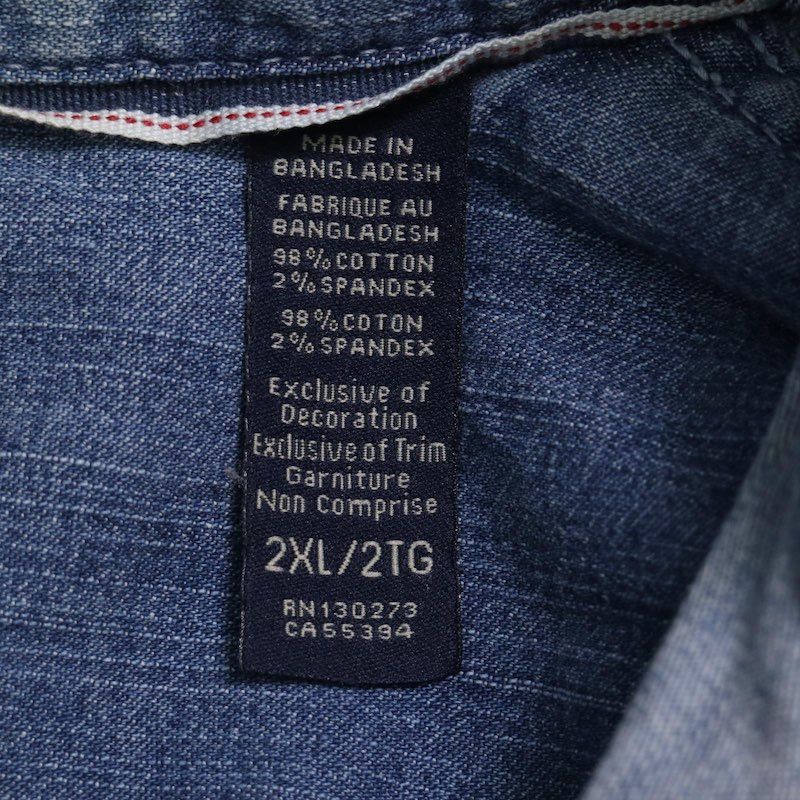 MADE IN
BANGLADESH
FABRIQUE AU
BANGLADESH
98% COTTON
2% SPANDEX
98% COTON
2% SPANDEX
Exclusive of
Decoration
Exclusive of Trim
Garniture
Non Comprise
2XL/2TG
RN130273
CA55394